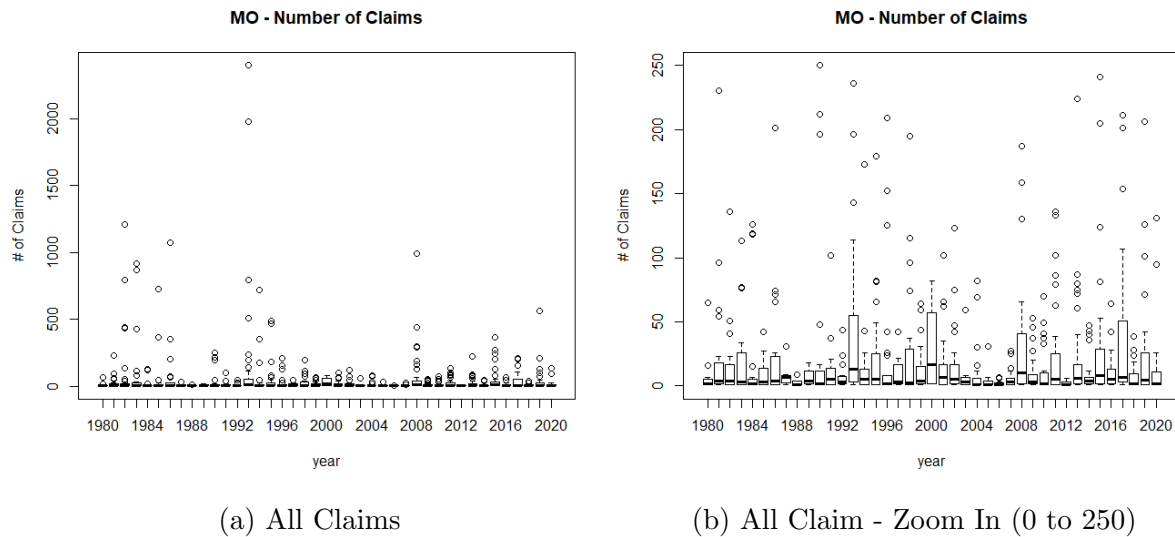 MO - Number of Claims
# of Claims
2000
1500
1000
500
0
1980 1984 1988 1992 1996 2000 2004 2008 2012 2016 2020
year
(a) All Claims
MO - Number of Claims
# of Claims
250
200
150
100
50
0
1980 1984 1988 1992 1996 2000 2004 2008 2012 2016 2020
year
(b) All Claim - Zoom In (0 to 250)